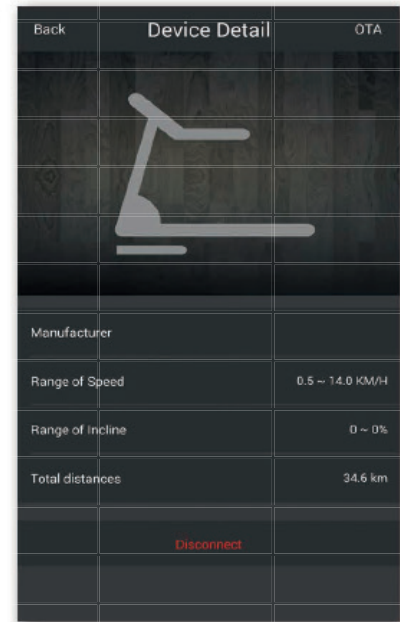 Back Device Detail OTA
Manufacturer
Range of Speed 0.5 ~ 14.0 KM/H
Range of Incline 0 ~ 0%
Total distances 34.6 km
Disconnect